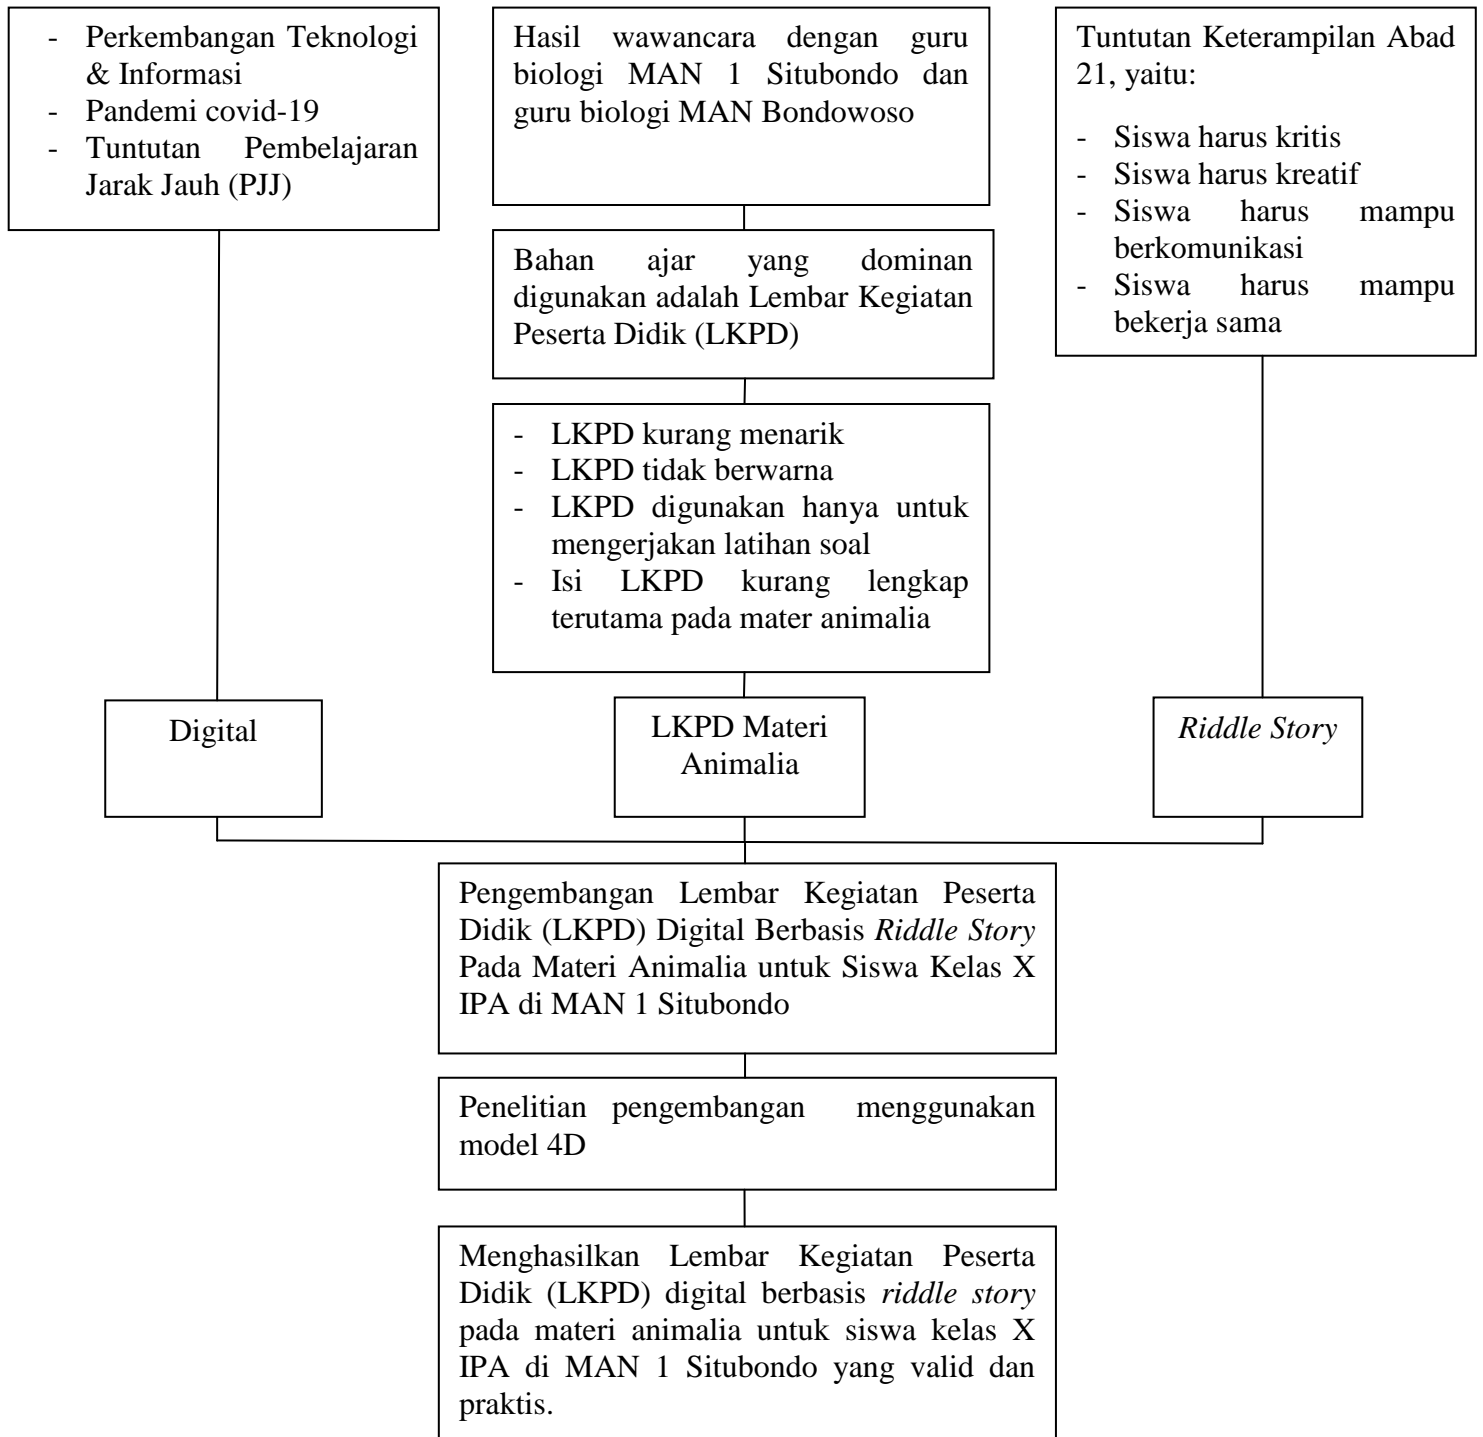 - Perkembangan Teknologi
& Informasi
- Pandemi covid-19
- Tuntutan Pembelajaran
Jarak Jauh (PJJ)
Hasil wawancara dengan guru
biologi MAN 1 Situbondo dan
guru biologi MAN Bondowoso
Tuntutan Keterampilan Abad
21, yaitu:
- Siswa harus kritis
- Siswa harus kreatif
- Siswa harus mampu
berkomunikasi
- Siswa harus mampu
bekerja sama
Bahan ajar yang dominan
digunakan adalah Lembar Kegiatan
Peserta Didik (LKPD)
- LKPD kurang menarik
- LKPD tidak berwarna
- LKPD digunakan hanya untuk
mengerjakan latihan soal
- Isi LKPD kurang lengkap
terutama pada mater animalia
Digital
LKPD Materi
Animalia
Riddle Story
Pengembangan Lembar Kegiatan Peserta
Didik (LKPD) Digital Berbasis Riddle Story
Pada Materi Animalia untuk Siswa Kelas X
IPA di MAN 1 Situbondo
Penelitian pengembangan menggunakan
model 4D
Menghasilkan Lembar Kegiatan Peserta
Didik (LKPD) digital berbasis riddle story
pada materi animalia untuk siswa kelas X
IPA di MAN 1 Situbondo yang valid dan
praktis.